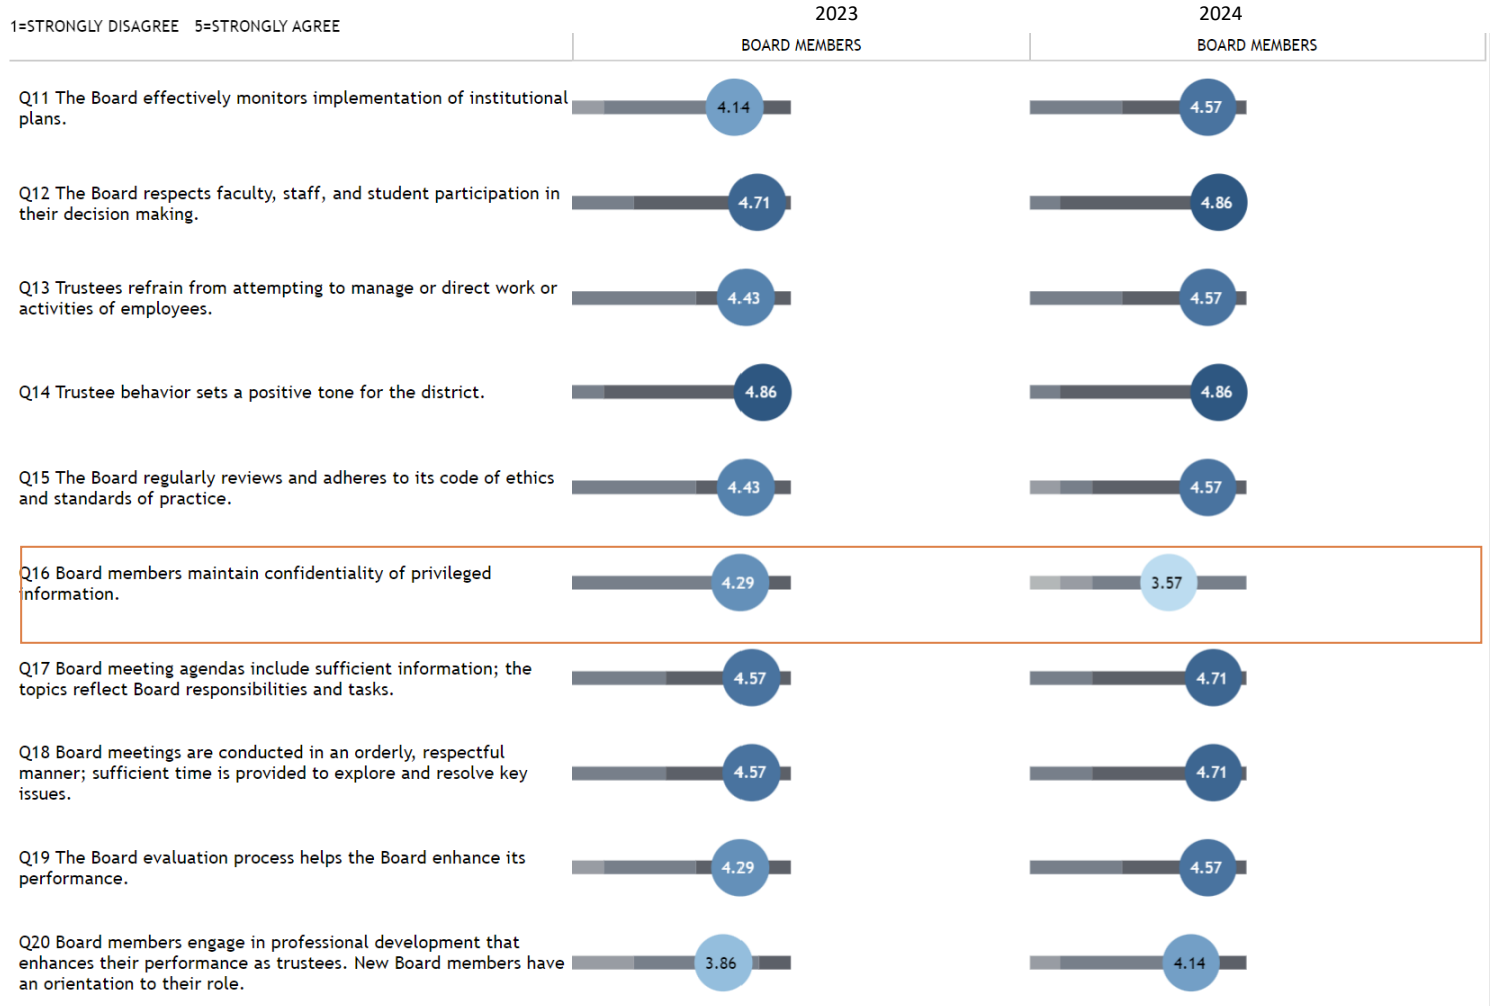 2023 2024
1=STRONGLY DISAGREE 5=STRONGLY AGREE
BOARD MEMBERS BOARD MEMBERS
Q11 The Board effectively monitors implementation of institutional
plans.
4.14 4.57
Q12 The Board respects faculty, staff, and student participation in
their decision making.
4.71 4.86
Q13 Trustees refrain from attempting to manage or direct work or
activities of employees.
4.43 4.57
Q14 Trustee behavior sets a positive tone for the district.
4.86 4.86
Q15 The Board regularly reviews and adheres to its code of ethics
and standards of practice.
4.43 4.57
Q16 Board members maintain confidentiality of privileged
information.
4.29 3.57
Q17 Board meeting agendas include sufficient information; the
topics reflect Board responsibilities and tasks.
4.57 4.71
Q18 Board meetings are conducted in an orderly, respectful
manner; sufficient time is provided to explore and resolve key
issues.
4.57 4.71
Q19 The Board evaluation process helps the Board enhance its
performance.
4.29 4.57
Q20 Board members engage in professional development that
enhances their performance as trustees. New Board members have
an orientation to their role.
3.86 4.14